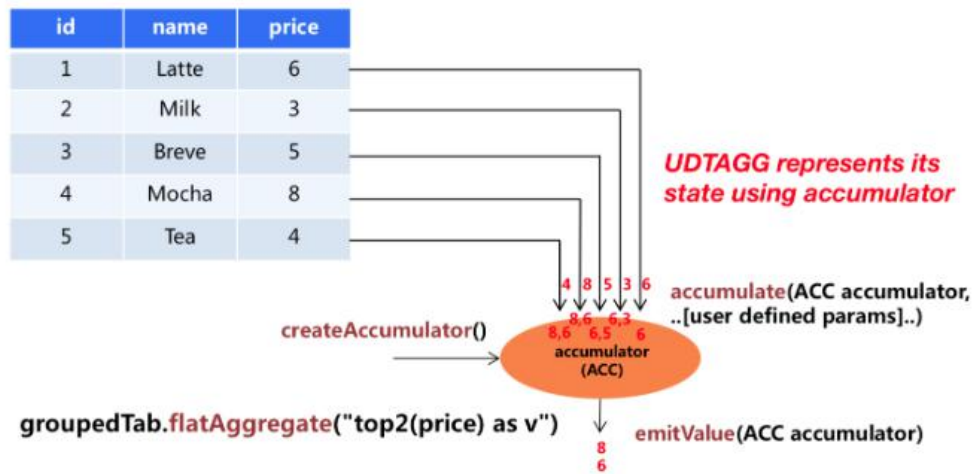 id name price
1 Latte 6
2 Milk 3
3 Breve 5
4 Mocha 8
5 Tea 4
UDTAGG represents its
state using accumulator
4 8 5 3 6
accumulate(ACC accumulator,
..[user defined params]..)
createAccumulator()
8,6 6,3
8,6 6,5 6
accumulator
(ACC)
groupedTab.flatAggregate("top2(price) as v")
emitValue(ACC accumulator)
8
6